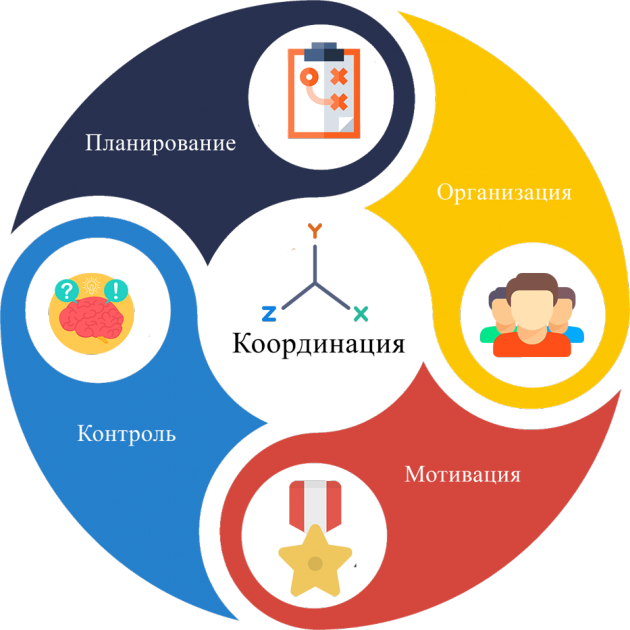 Планирование
Организация
?
!
Y
Z
X
Координация
Контроль
Мотивация